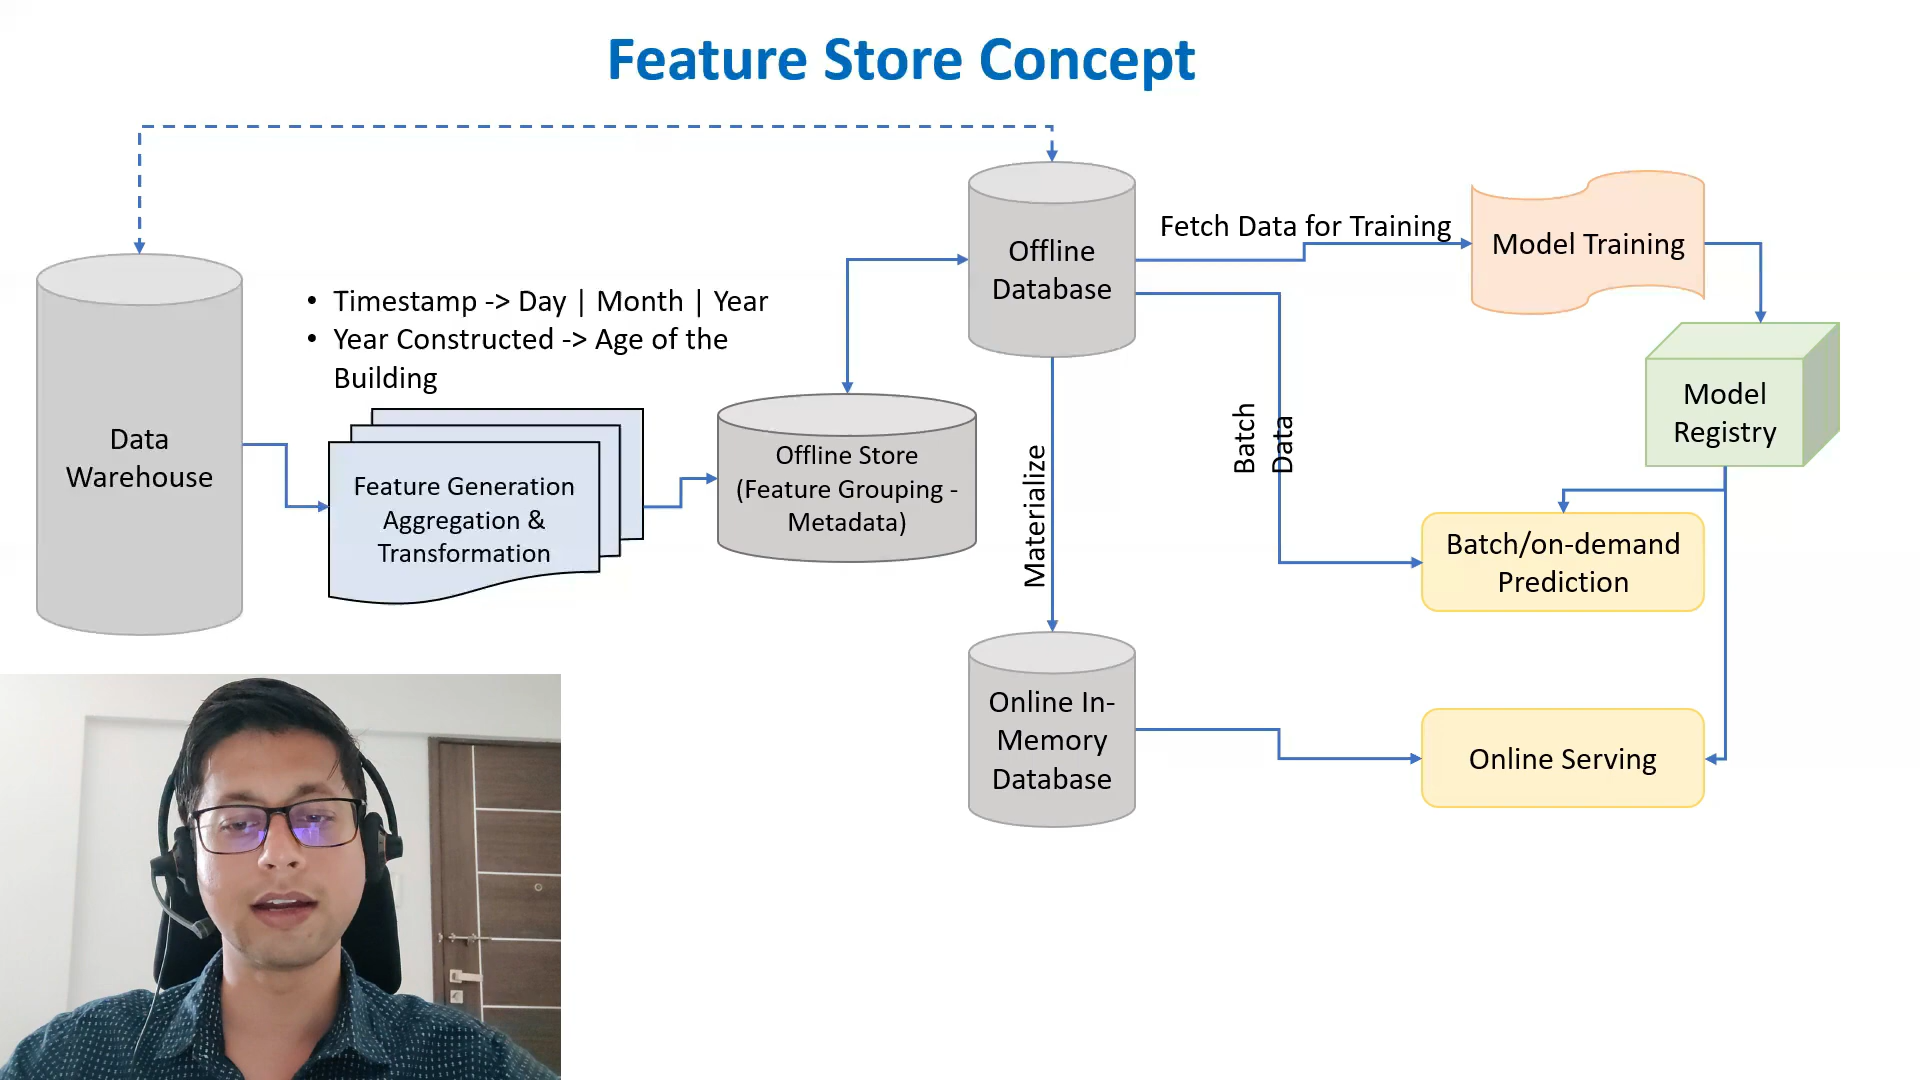 Feature Store Concept
Data
Warehouse
• Timestamp -> Day | Month | Year
• Year Constructed -> Age of the
Building
Feature Generation
Aggregation &
Transformation
Offline Store
(Feature Grouping -
Metadata)
Offline
Database
Fetch Data for Training
Model Training
Model
Registry
Materialize
Batch
Data
Batch/on-demand
Prediction
Online In-
Memory
Database
Online Serving